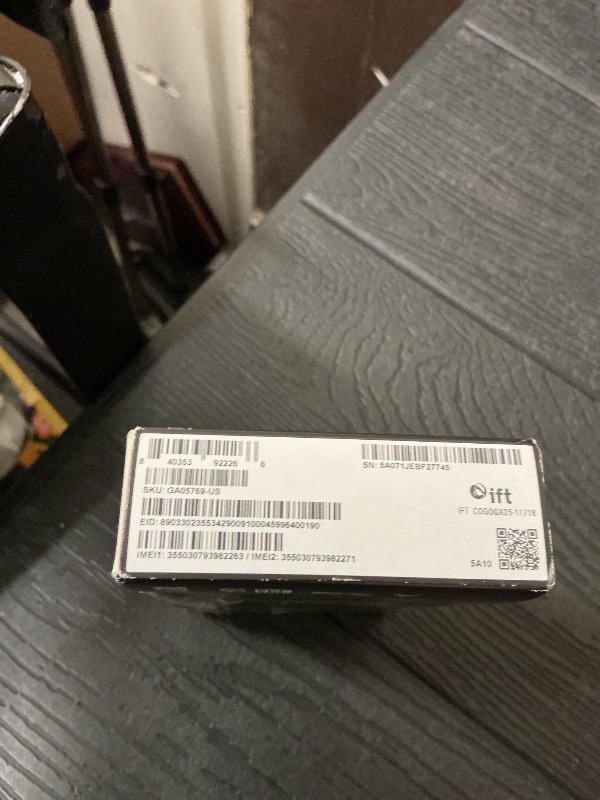 8 40353 92226 6
SN: 5A071JEBF27745
SKU: GA05769-US
ift
IFT COGOGX25-11718
EID: 89033023553429009100045996400190
IMEI1: 355030793982263 / IMEI2: 355030793982271
5A10